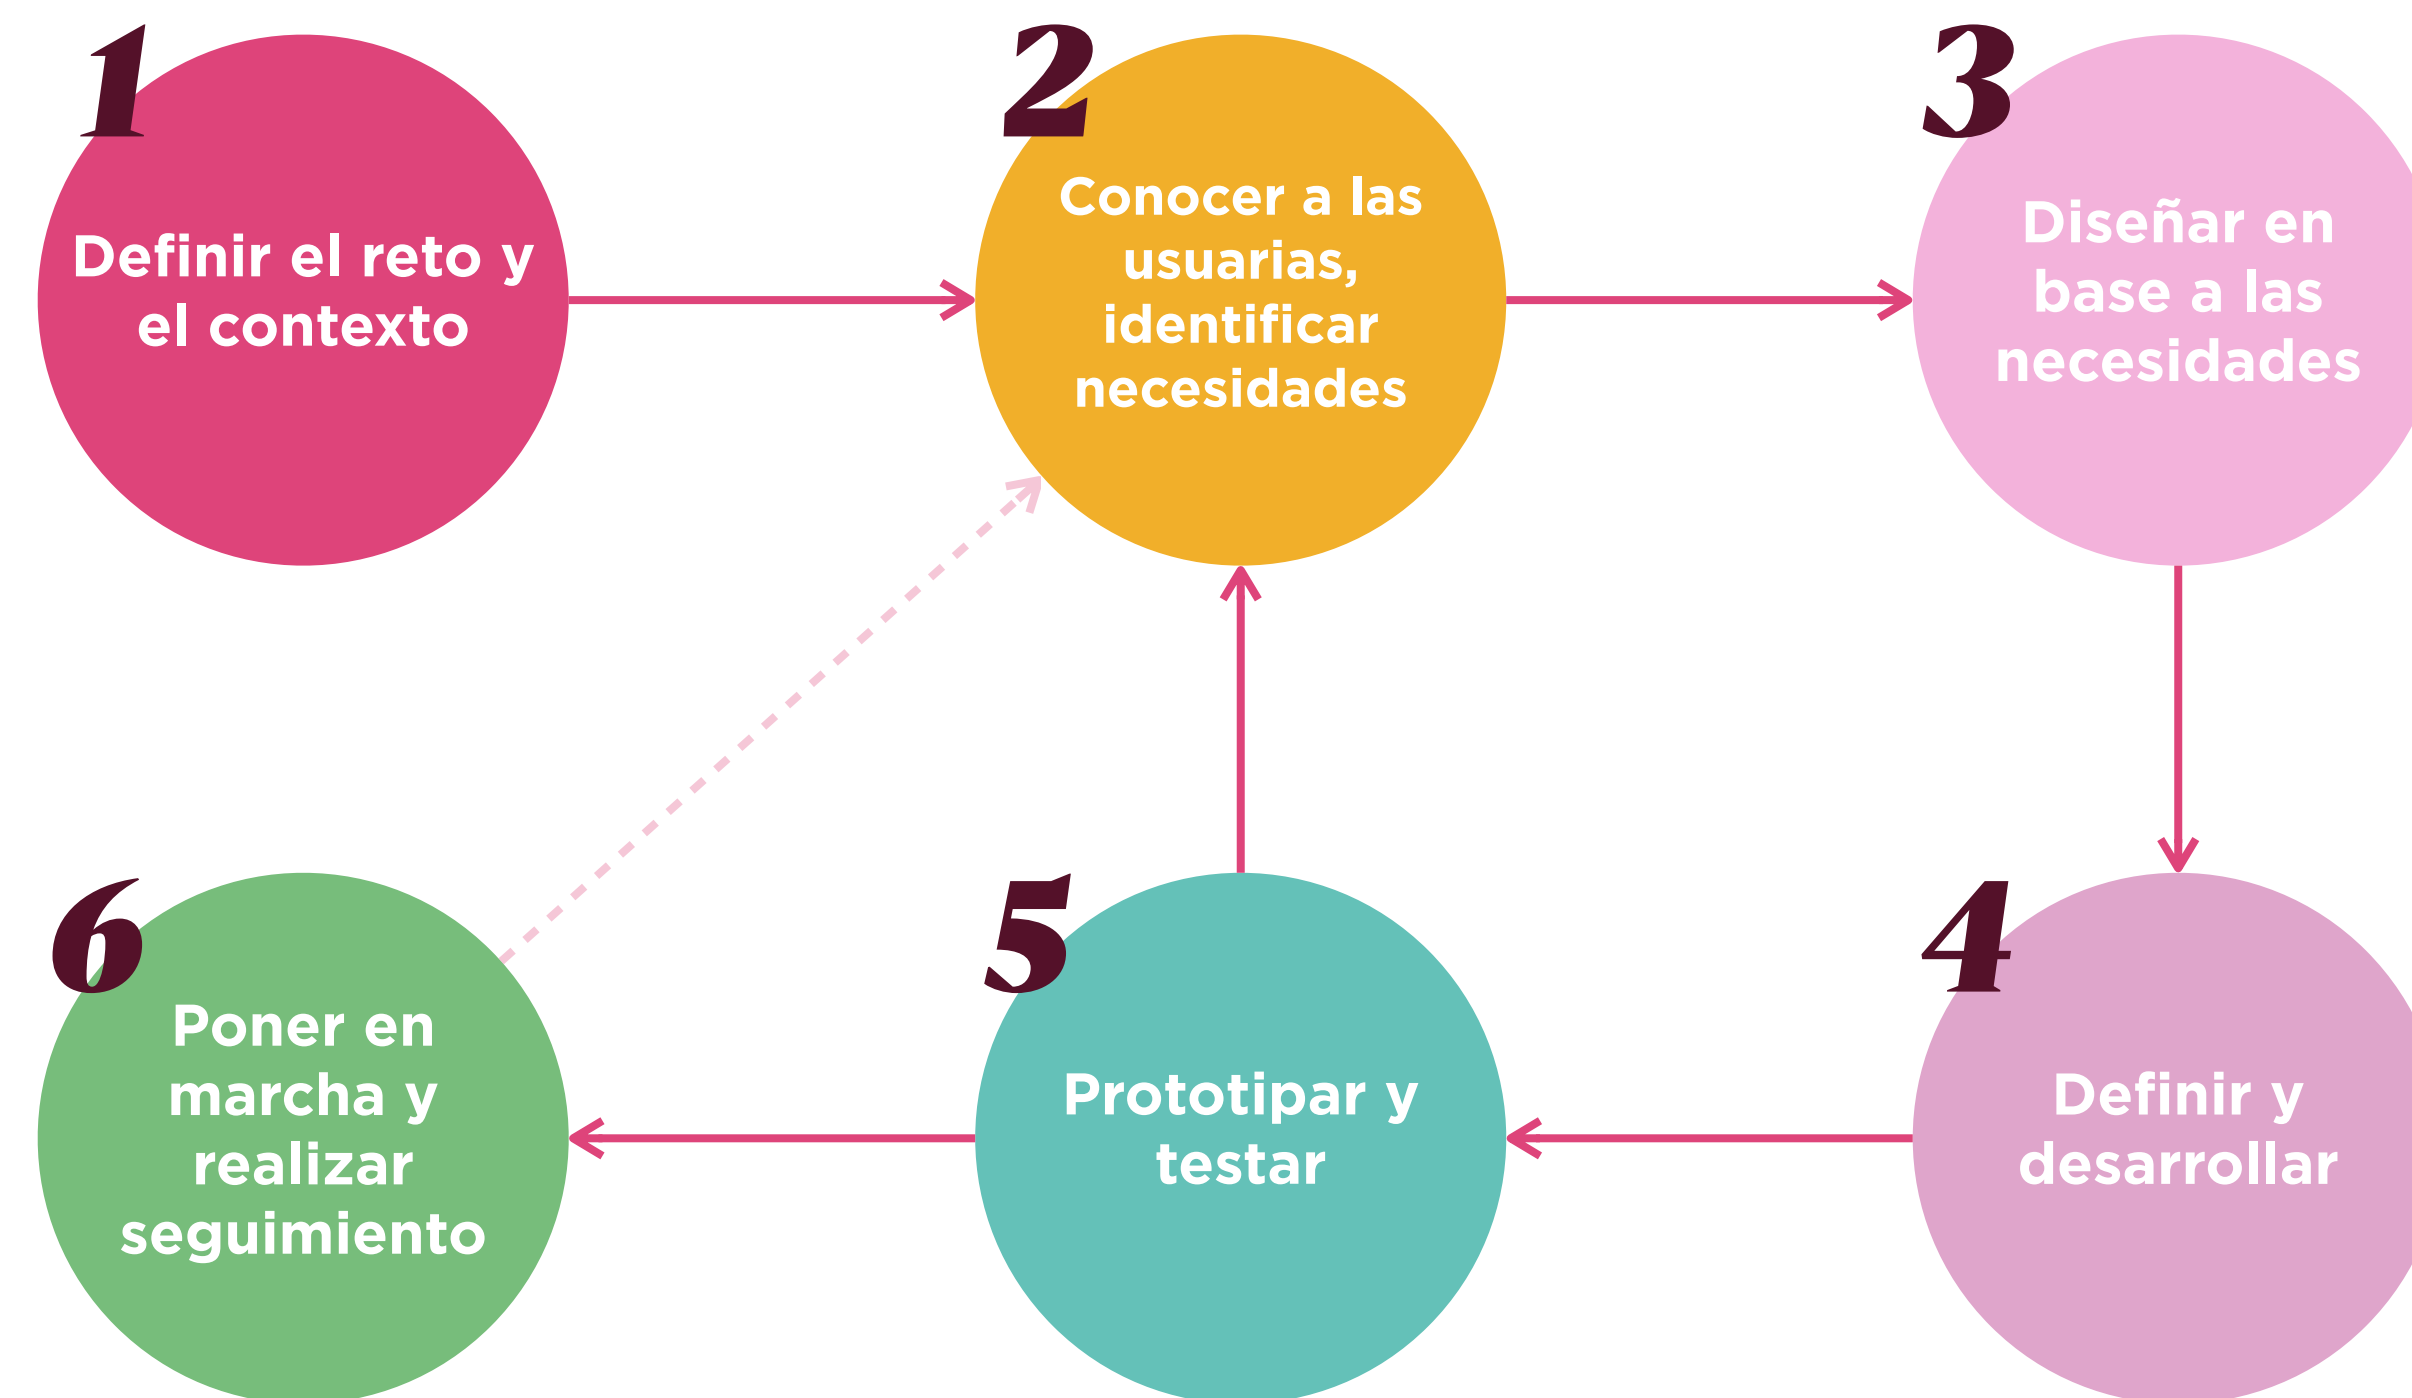 1
Definir el reto y
el contexto
2
Conocer a las
usuarias,
identificar
necesidades
3
Diseñar en
base a las
necesidades
4
Definir y
desarrollar
5
Prototipar y
testar
6
Poner en
marcha y
realizar
seguimiento